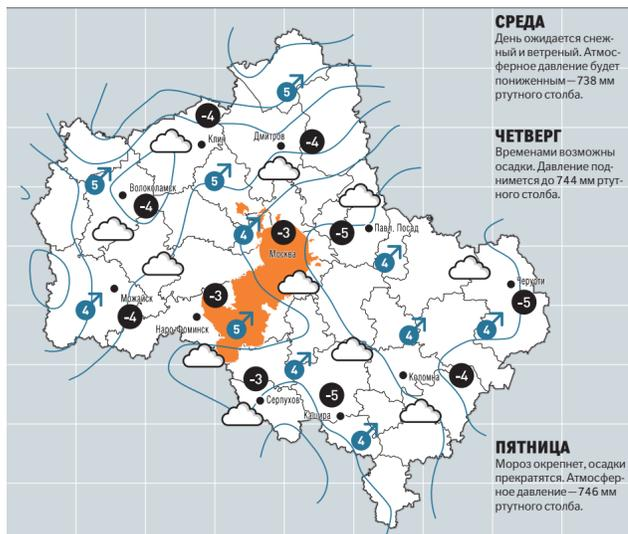 СРЕДА
День ожидается снеж-
ный и ветреный. Атмос-
ферное давление будет
пониженным — 738 мм
ртутного столба.
ЧЕТВЕРГ
Временами возможны
осадки. Давление под-
нимется до 744 мм ртут-
ного столба.
ПЯТНИЦА
Мороз окрепнет, осадки
прекратятся. Атмосфер-
ное давление — 746 мм
ртутного столба.
5
-4
Клин
Дмитров
-4
5
5
Волоколамск
-4
4
-3
Москва
-5
Павл. Посад
4
Черусти
-5
4
Можайск
-4
-3
Наро-Фоминск
5
4
4
-3
Серпухов
4
-5
Кашира
Коломна
-4
4